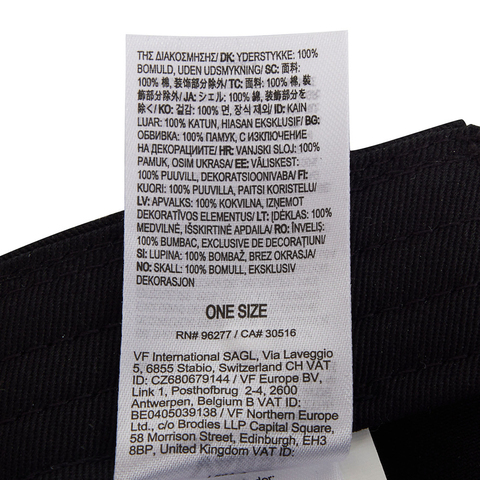 ΤΗΣ ΔΙΑΚΟΣΜΗΣΗΣ/ DK: YDERSTYKKE: 100%
BOMULD, UDEN UDSMYKNING/ SC: 面料:
100% 棉, 装饰部分除外/ TC: 面料: 100% 棉, 裝
飾部分除外/ JA: シェル: 100% 綿, 装飾部分を
除く/ KO: 겉감: 100% 면, 장식 제외/ ID: KAIN
LUAR: 100% KATUN, HIASAN EKSKLUSIF/ BG:
ОБВИВКА: 100% ПАМУК, С ИЗКЛЮЧЕНИЕ
НА ДЕКОРАЦИИТЕ/ HR: VANJSKI SLOJ: 100%
PAMUK, OSIM UKRASA/ EE: VÄLISKEST:
100% PUUVILL, DEKORATSIOONIVABA/ FI:
KUORI: 100% PUUVILLA, PAITSI KORISTELU/
LV: APVALKS: 100% KOKVILNA, IZŅEMOT
DEKORATĪVOS ELEMENTUS/ LT: ĮDĖKLAS: 100%
MEDVILNĖ, IŠSKIRTINĖ APDAILA/ RO: ÎNVELIȘ:
100% BUMBAC, EXCLUSIVE DE DECORAȚIUNI/
SI: LUPINA: 100% BOMBAŽ, BREZ OKRASJA/
NO: SKALL: 100% BOMULL, EKSKLUSIV
DEKORASJON
ONE SIZE
RN# 96277 / CA# 30516
VF International SAGL, Via Laveggio
5, 6855 Stabio, Switzerland CH VAT
ID: CZ680679144 / VF Europe BV,
Link 1, Posthofbrug 2-4, 2600
Antwerpen, Belgium B VAT ID:
BE0405039138 / VF Northern Europe
Ltd., c/o Brodies LLP Capital Square,
58 Morrison Street, Edinburgh, EH3
8BP, United Kingdom VAT ID: